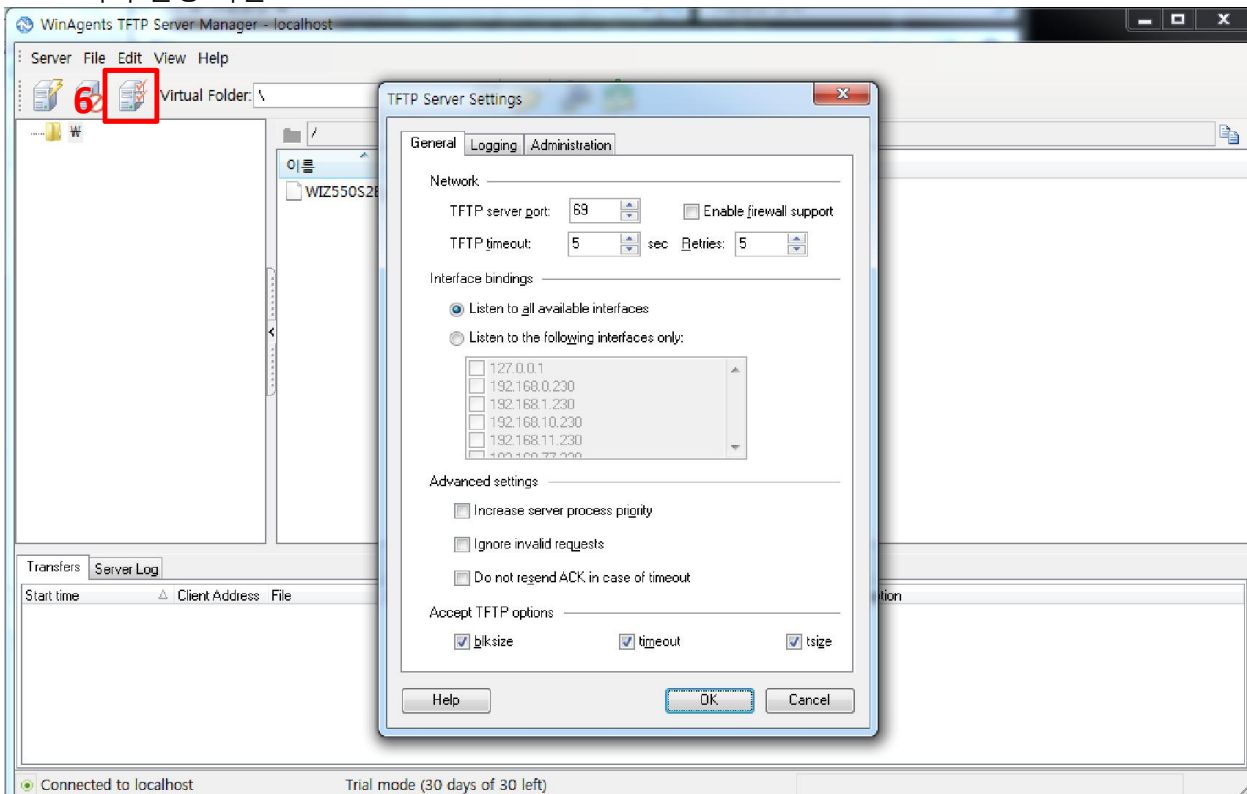 WinAgents TFTP Server Manager - localhost
Server File Edit View Help
6 Virtual Folder: \
TFTP Server Settings
₩
/
General Logging Administration
이름
WIZ550S2E
Network
TFTP server port: 69 Enable firewall support
TFTP timeout: 5 sec Retries: 5
Interface bindings
Listen to all available interfaces
Listen to the following interfaces only:
127.0.0.1
192.168.0.230
192.168.1.230
192.168.10.230
192.168.11.230
Advanced settings
Increase server process priority
Ignore invalid requests
Do not resend ACK in case of timeout
Accept TFTP options
blksize timeout tsize
Help OK Cancel
Transfers Server Log
Start time Client Address File tion
Connected to localhost Trial mode (30 days of 30 left)